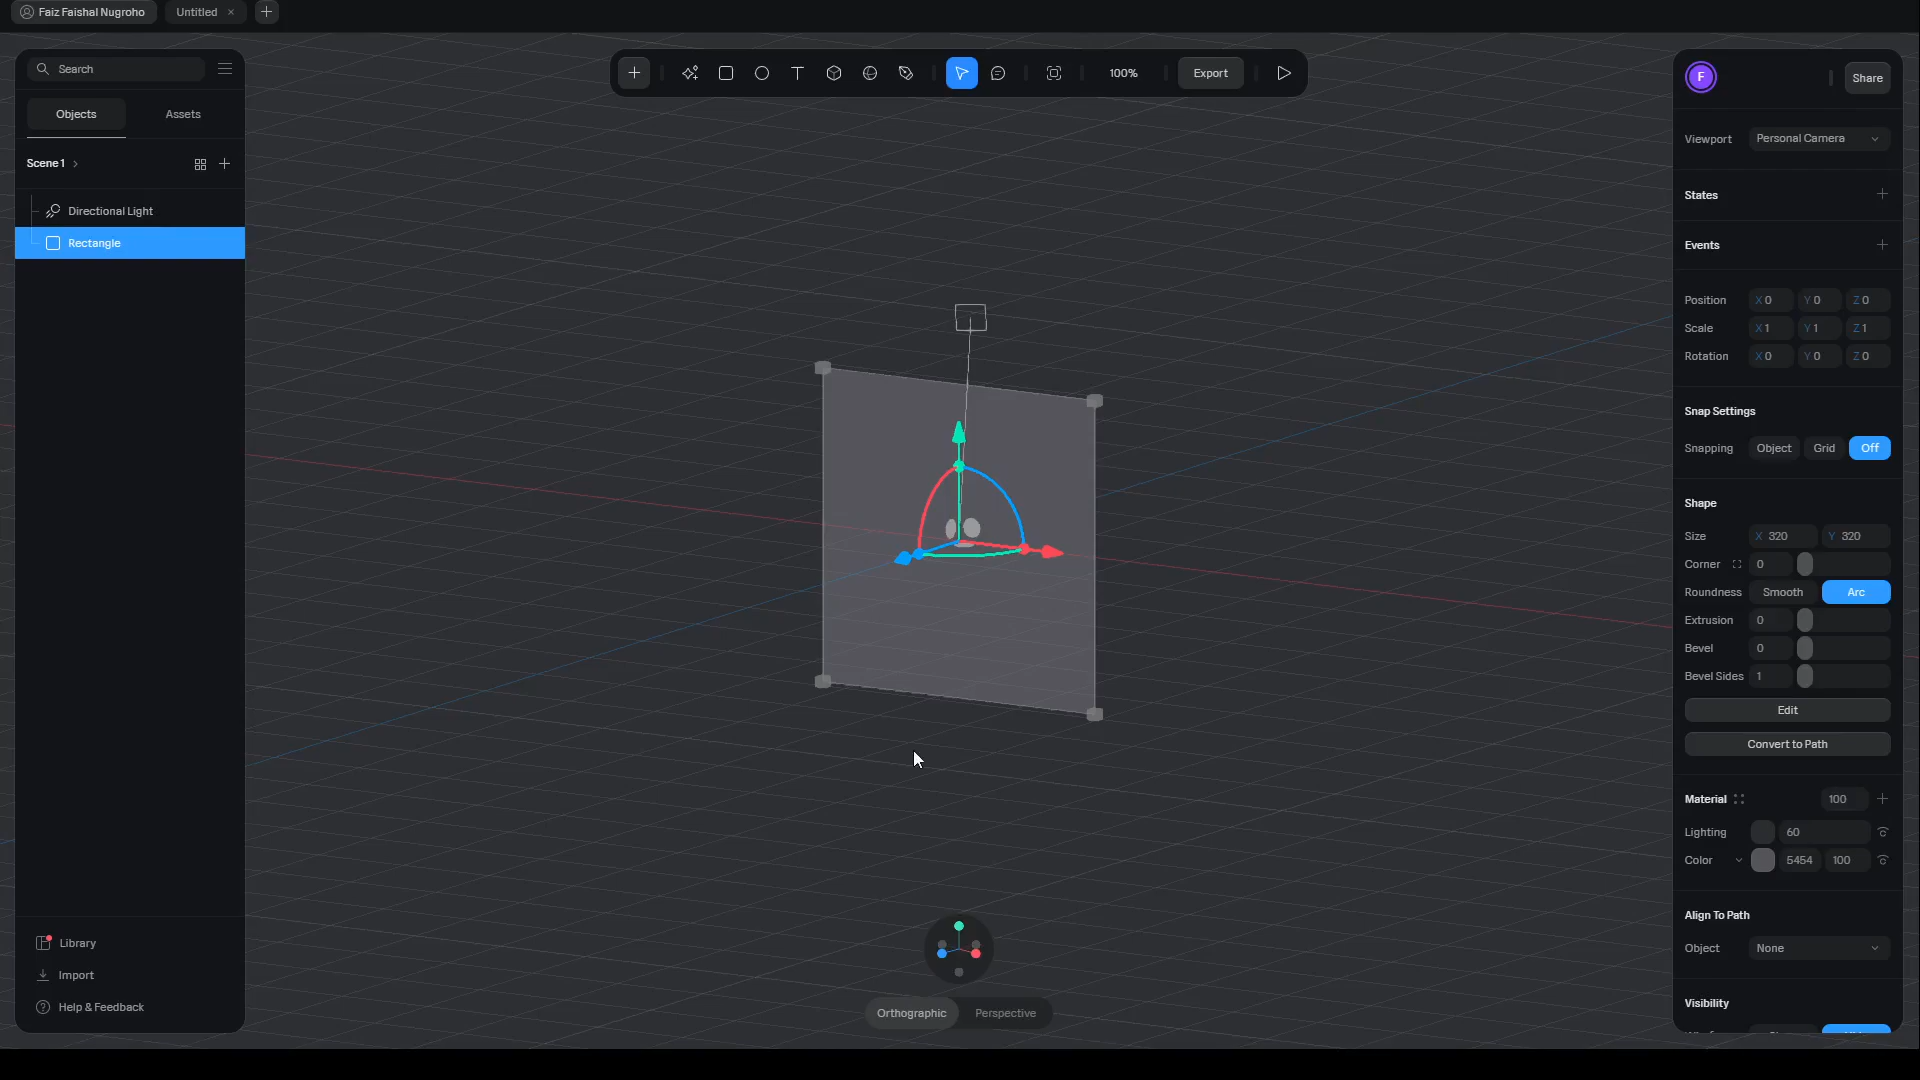 Faiz Faishal Nugroho
Untitled
Search
100%
Export
F
Share
Objects
Assets
Scene 1
Directional Light
Rectangle
Library
Import
Help & Feedback
Orthographic
Perspective
Viewport Personal Camera
States
Events
Position X 0 Y 0 Z 0
Scale X 1 Y 1 Z 1
Rotation X 0 Y 0 Z 0
Snap Settings
Snapping Object Grid Off
Shape
Size X 320 Y 320
Corner 0
Roundness Smooth Arc
Extrusion 0
Bevel 0
Bevel Sides 1
Edit
Convert to Path
Material 100
Lighting 60
Color 5454 100
Align To Path
Object None
Visibility